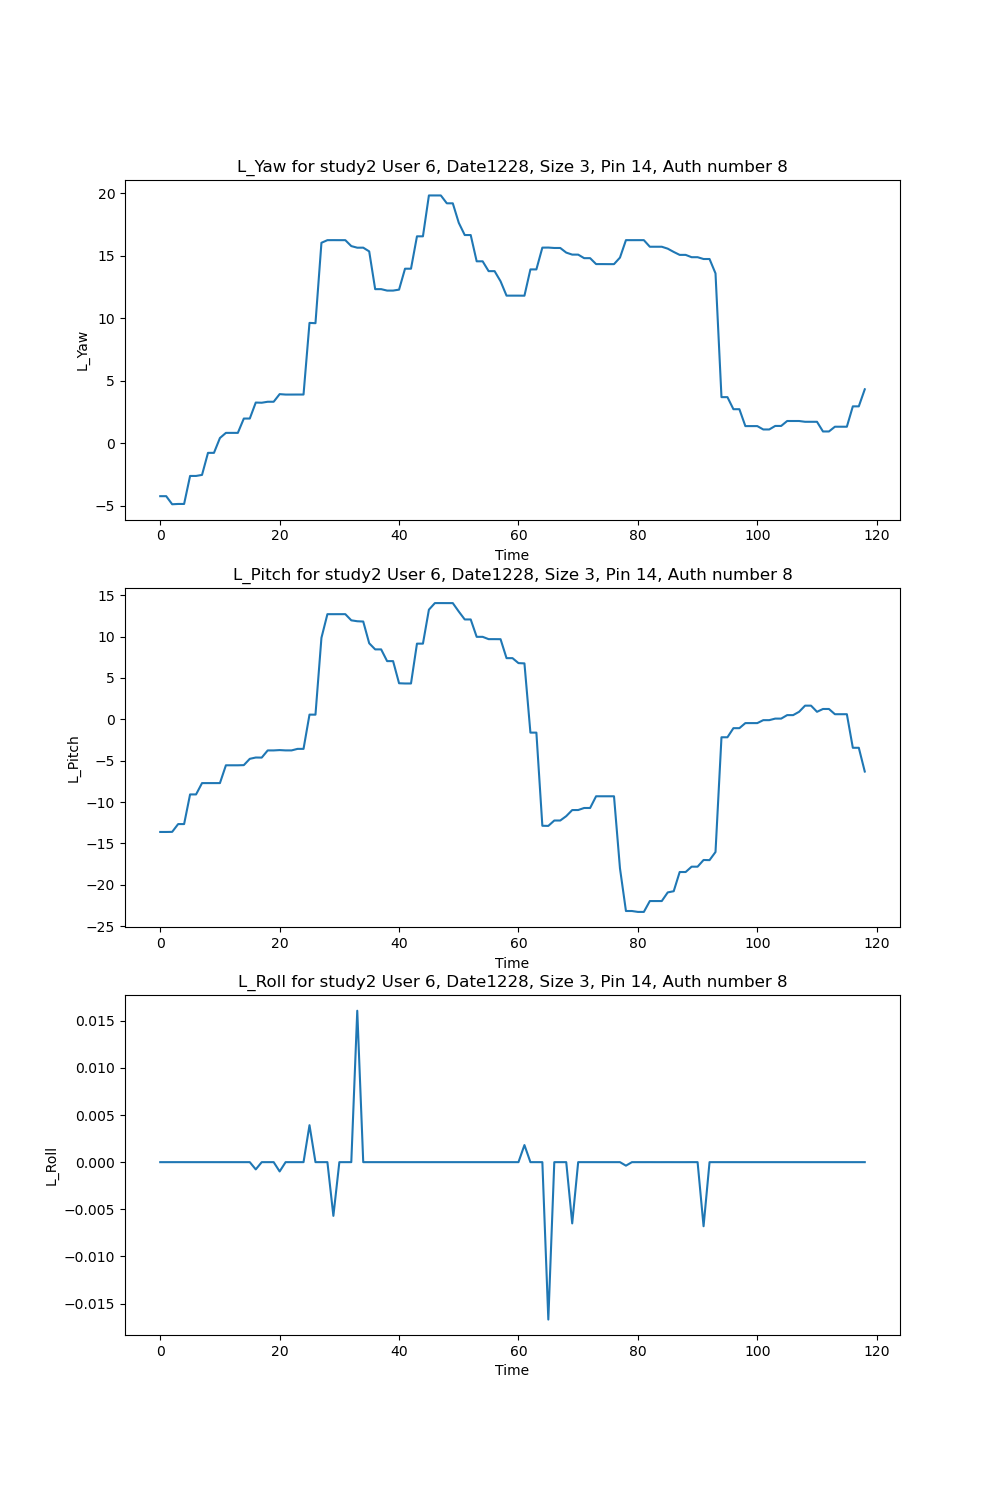 L_Yaw for study2 User 6, Date1228, Size 3, Pin 14, Auth number 8
20
15
10
5
0
−5
L_Yaw
0 20 40 60 80 100 120
Time
L_Pitch for study2 User 6, Date1228, Size 3, Pin 14, Auth number 8
15
10
5
0
−5
−10
−15
−20
−25
L_Pitch
0 20 40 60 80 100 120
Time
L_Roll for study2 User 6, Date1228, Size 3, Pin 14, Auth number 8
0.015
0.010
0.005
0.000
−0.005
−0.010
−0.015
L_Roll
0 20 40 60 80 100 120
Time